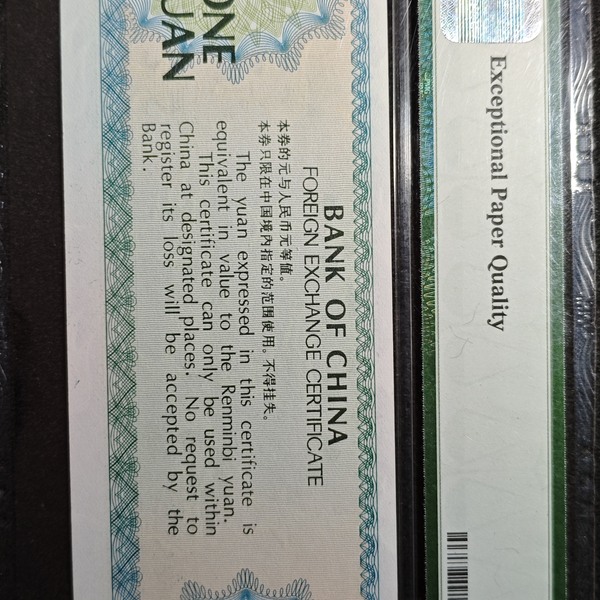 Exceptional Paper Quality
BANK OF CHINA
FOREIGN EXCHANGE CERTIFICATE
本券的元与人民币元等值。
本券只限在中国境内指定的范围使用。不得挂失。
The yuan expressed in this certificate is
equivalent in value to the Renminbi yuan.
This certificate can only be used within
China at designated places. No request to
register its loss will be accepted by the
Bank.
ONE
YUAN